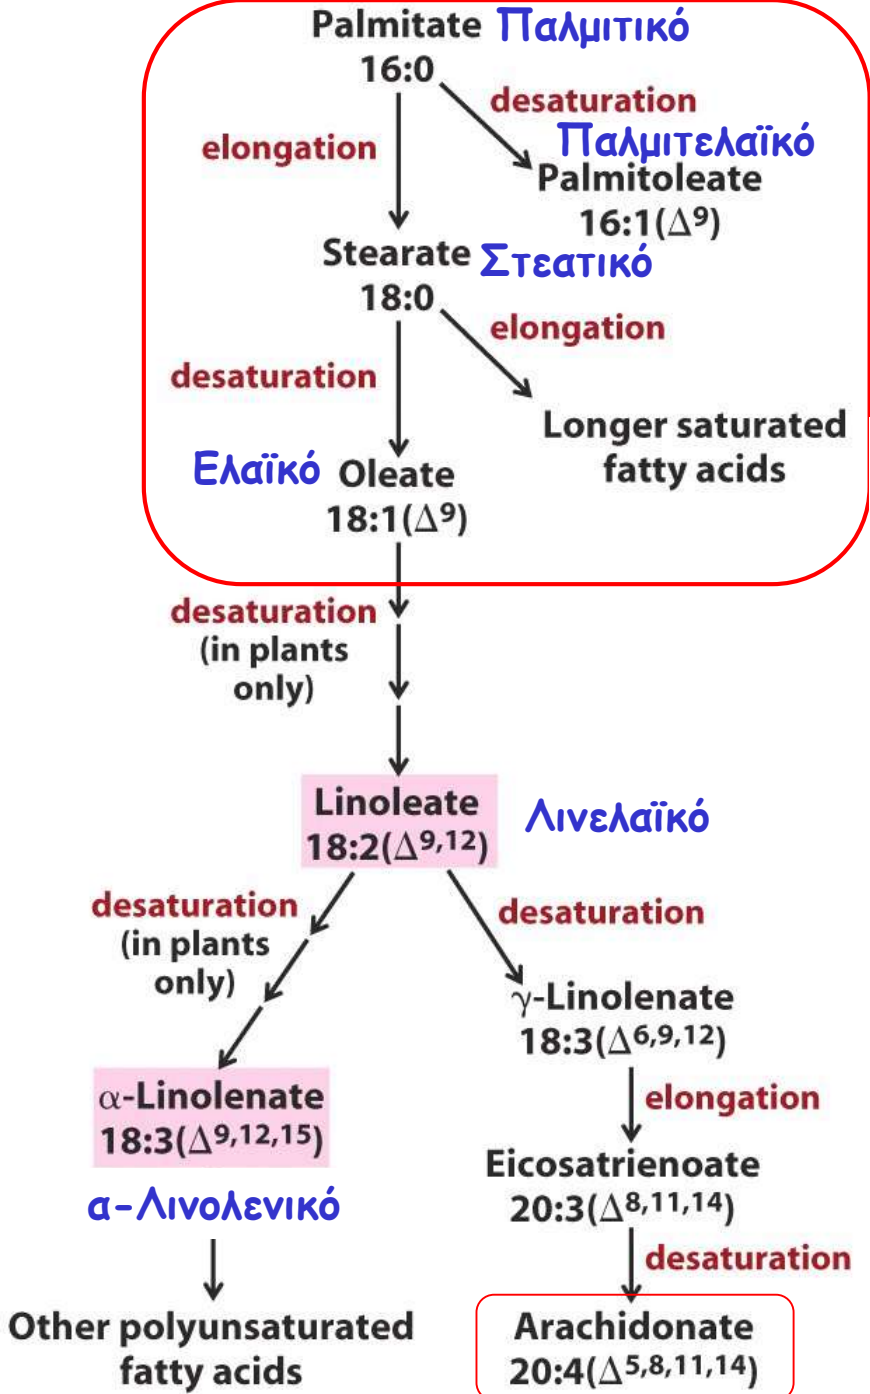 Palmitate Παλμιτικό
16:0
desaturation
elongation
Παλμιτελαϊκό
Palmitoleate
16:1(Δ⁹)
Stearate Στεατικό
18:0
elongation
desaturation
Longer saturated
fatty acids
Ελαϊκό Oleate
18:1(Δ⁹)
desaturation
(in plants
only)
Linoleate
18:2(Δ⁹,¹²)
Λινελαϊκό
desaturation
(in plants
only)
desaturation
γ-Linolenate
18:3(Δ⁶,⁹,¹²)
α-Linolenate
18:3(Δ⁹,¹²,¹⁵)
α-Λινολενικό
elongation
Eicosatrienoate
20:3(Δ⁸,¹¹,¹⁴)
desaturation
Other polyunsaturated
fatty acids
Arachidonate
20:4(Δ⁵,⁸,¹¹,¹⁴)